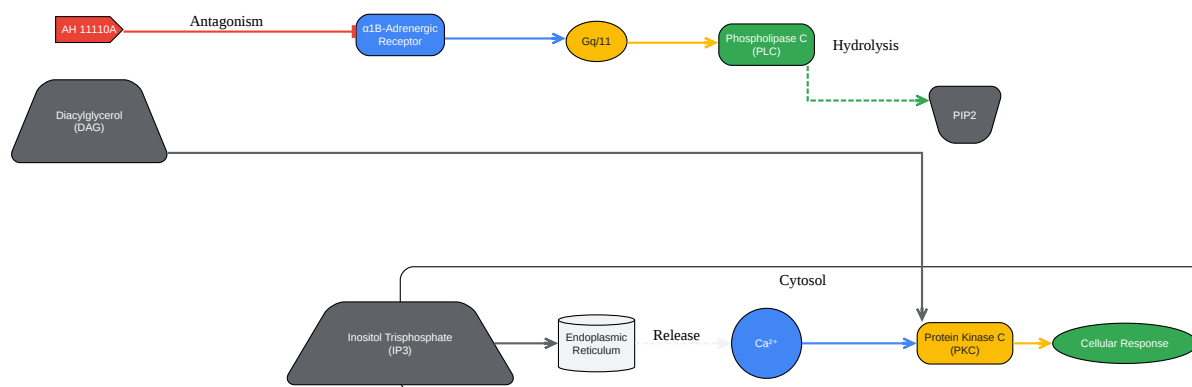 AH 11110A
Antagonism
α1B-Adrenergic
Receptor
Gq/11
Phospholipase C
(PLC)
Hydrolysis
Diacylglycerol
(DAG)
PIP2
Cytosol
Inositol Trisphosphate
(IP3)
Endoplasmic
Reticulum
Release
Ca²⁺
Protein Kinase C
(PKC)
Cellular Response